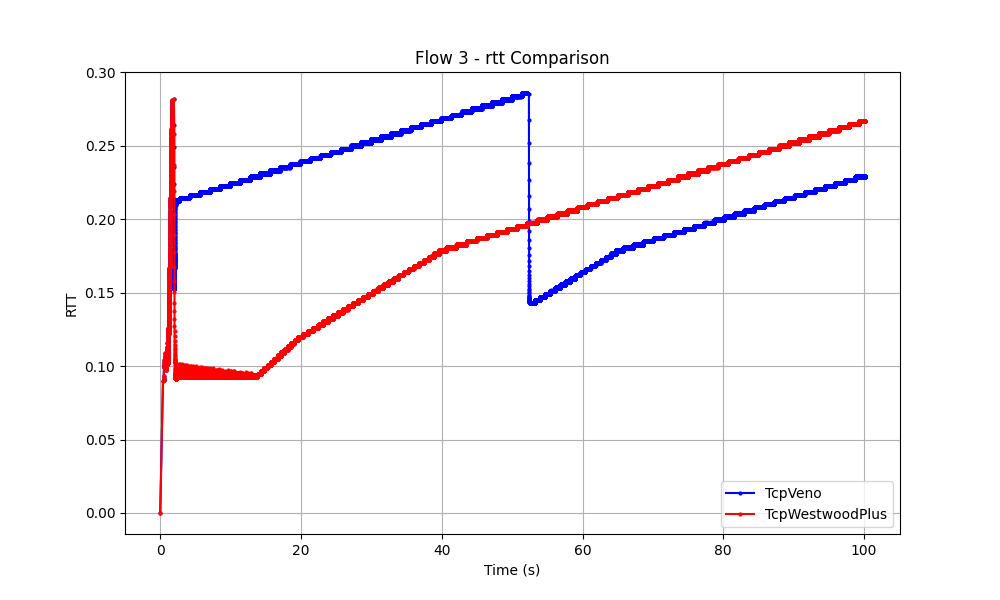 Flow 3 - rtt Comparison
RTT
0.30
0.25
0.20
0.15
0.10
0.05
0.00
0 20 40 60 80 100
Time (s)
TcpVeno
TcpWestwoodPlus